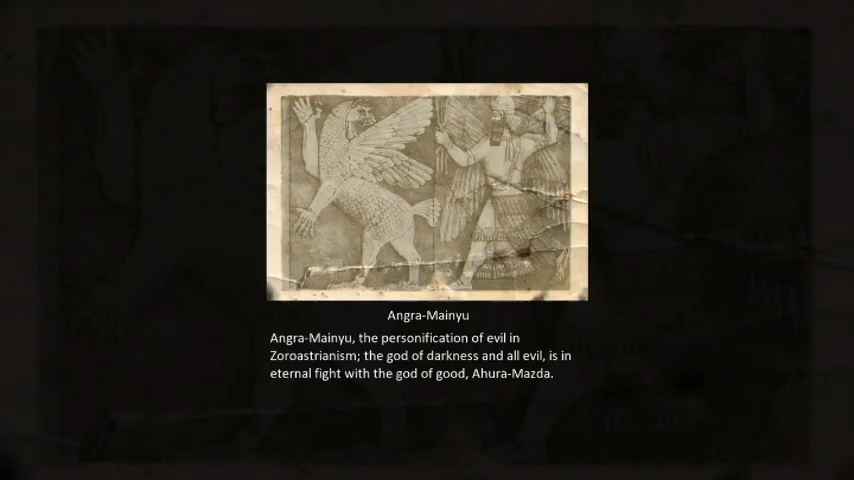 Angra-Mainyu
Angra-Mainyu, the personification of evil in
Zoroastrianism; the god of darkness and all evil, is in
eternal fight with the god of good, Ahura-Mazda.